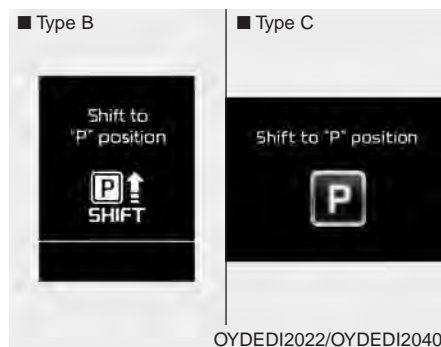 ■ Type B
Shift to
"P" position
P
SHIFT
■ Type C
Shift to "P" position
P
OYDEDI2022/OYDEDI2040